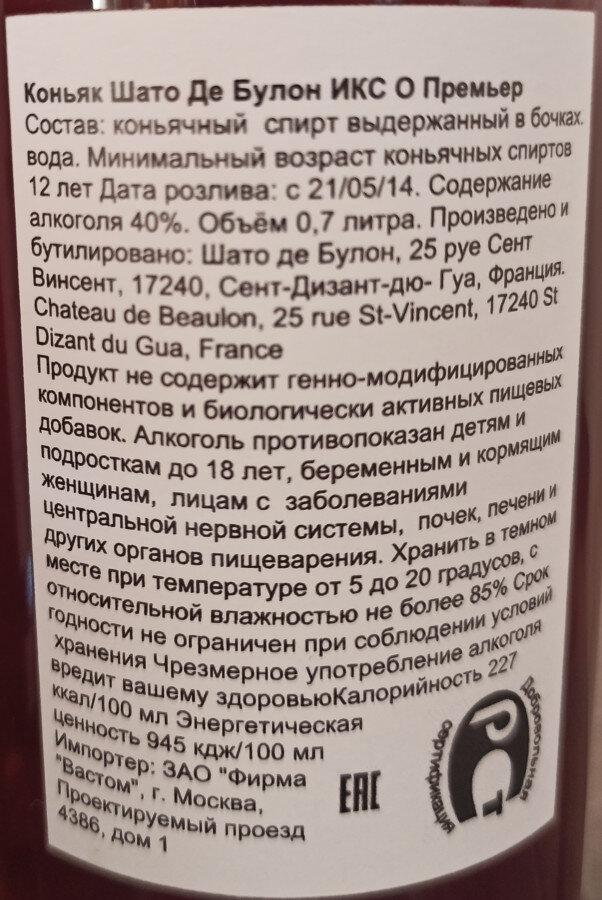 Коньяк Шато Де Булон ИКС О Премьер
Состав: коньячный спирт выдержанный в бочках.
вода. Минимальный возраст коньячных спиртов
12 лет Дата розлива: с 21/05/14. Содержание
алкоголя 40%. Объём 0,7 литра. Произведено и
бутилировано: Шато де Булон, 25 руе Сент
Винсент, 17240, Сент-Дизант-дю- Гуа, Франция.
Chateau de Beaulon, 25 rue St-Vincent, 17240 St
Dizant du Gua, France
Продукт не содержит генно-модифицированных
компонентов и биологически активных пищевых
добавок. Алкоголь противопоказан детям и
подросткам до 18 лет, беременным и кормящим
женщинам, лицам с заболеваниями
центральной нервной системы, почек, печени и
других органов пищеварения. Хранить в темном
месте при температуре от 5 до 20 градусов, с
относительной влажностью не более 85% Срок
годности не ограничен при соблюдении условий
хранения Чрезмерное употребление алкоголя
вредит вашему здоровьюКалорийность 227
ккал/100 мл Энергетическая
ценность 945 кдж/100 мл
Импортер: ЗАО "Фирма
"Вастом", г. Москва,
Проектируемый проезд
4386, дом 1
EAC
Добровольная
РСТ
сертификация